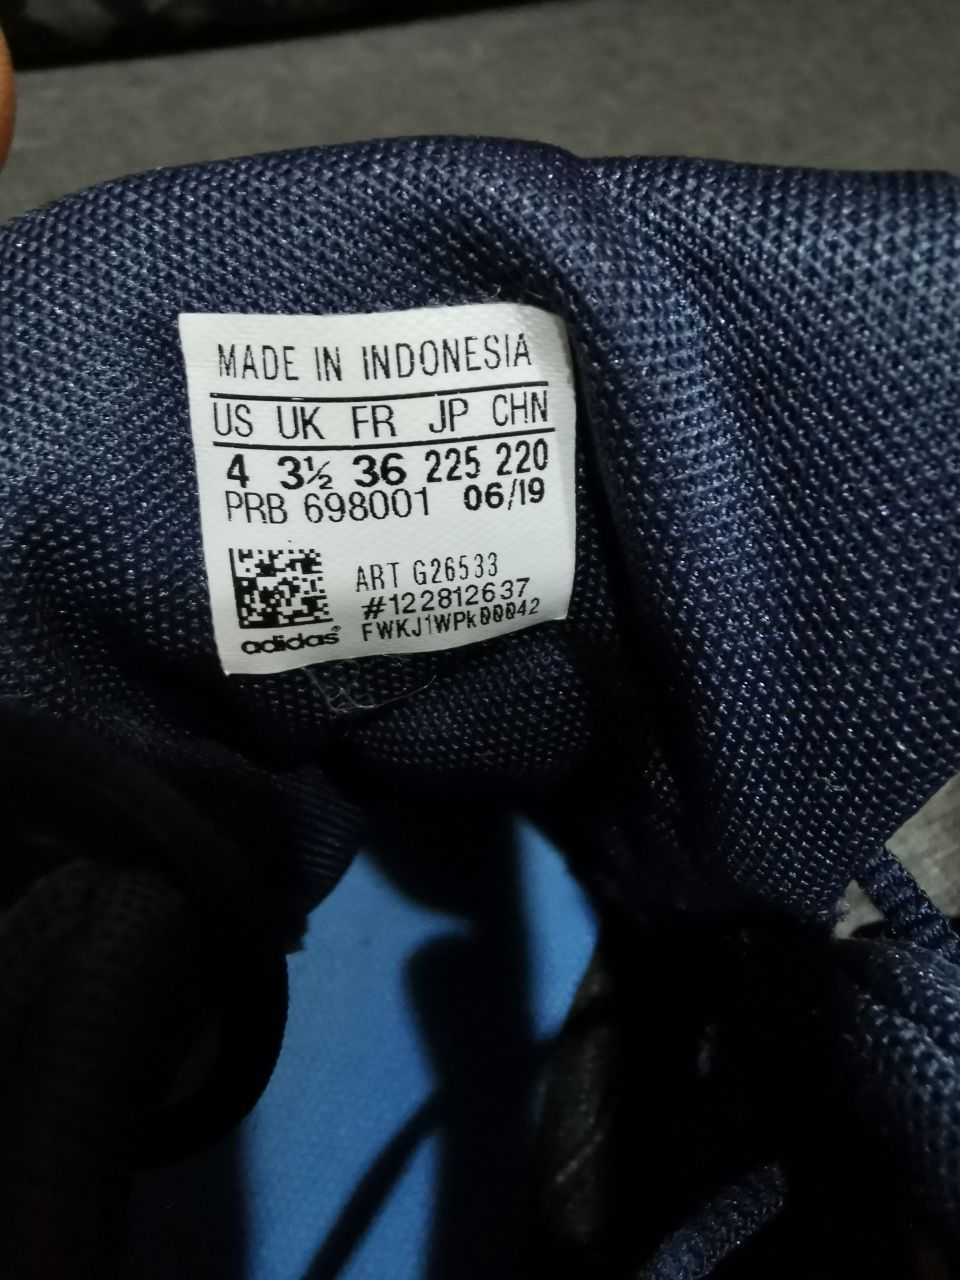 MADE IN INDONESIA
US UK FR JP CHN
4 3½ 36 225 220
PRB 698001 06/19
ART G26533
#122812637
FWKJ1WPk00042
adidas®